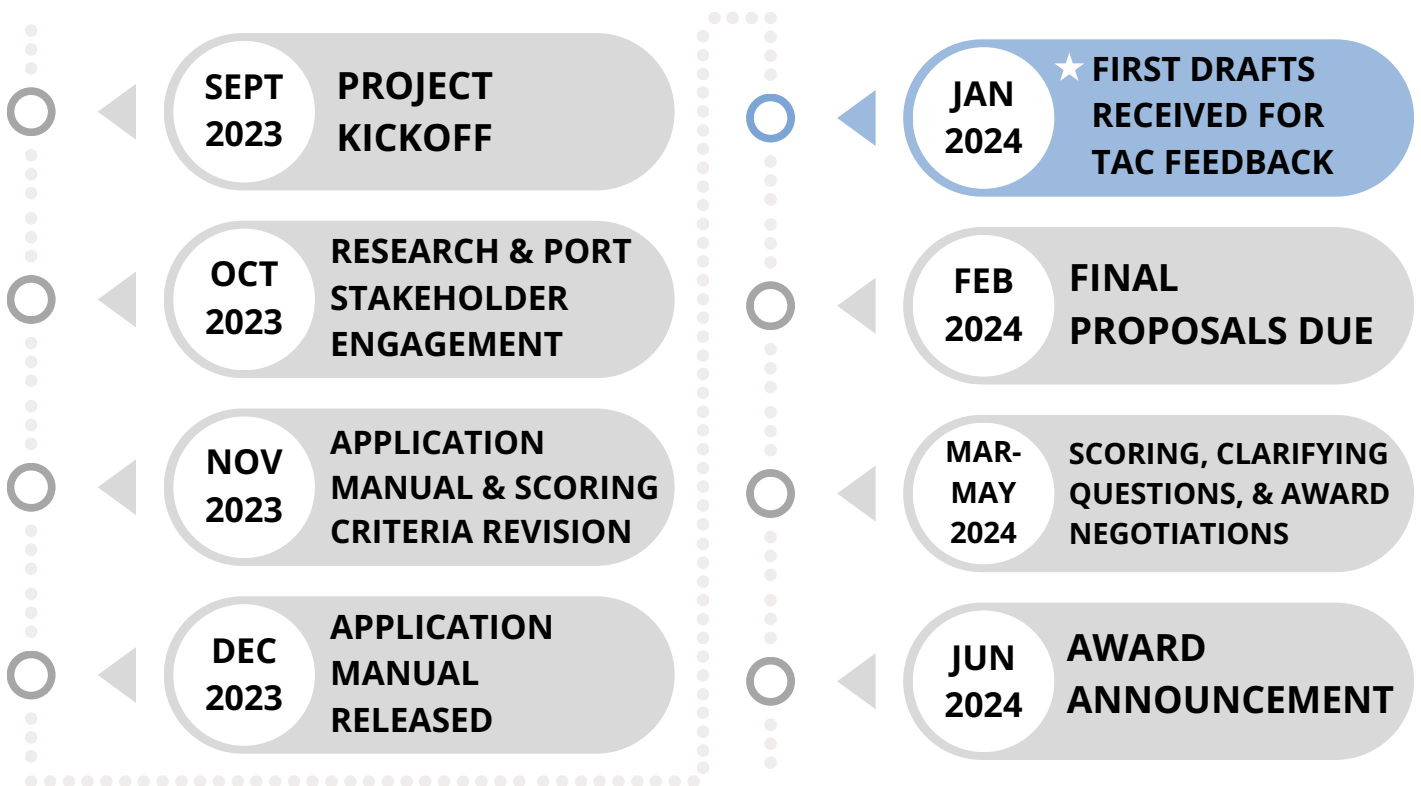 SEPT
2023
PROJECT
KICKOFF
OCT
2023
RESEARCH & PORT
STAKEHOLDER
ENGAGEMENT
NOV
2023
APPLICATION
MANUAL & SCORING
CRITERIA REVISION
DEC
2023
APPLICATION
MANUAL
RELEASED
JAN
2024
FIRST DRAFTS
RECEIVED FOR
TAC FEEDBACK
FEB
2024
FINAL
PROPOSALS DUE
MAR-
MAY
2024
SCORING, CLARIFYING
QUESTIONS, & AWARD
NEGOTIATIONS
JUN
2024
AWARD
ANNOUNCEMENT